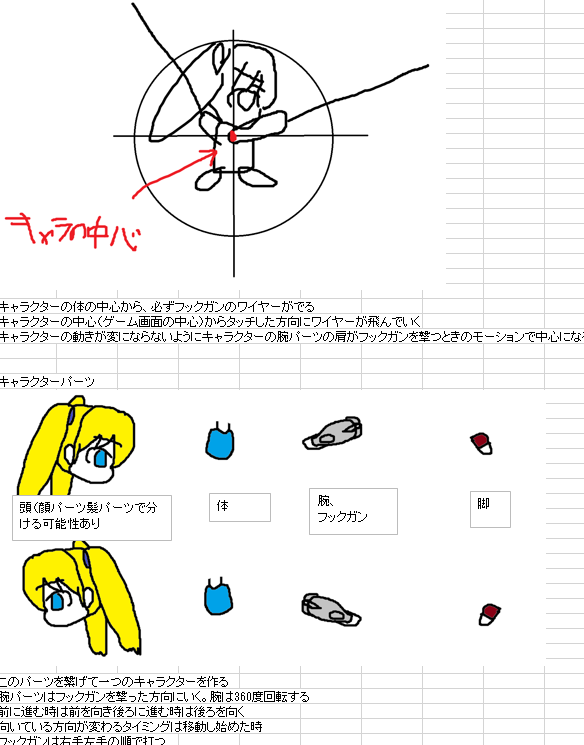 キャラの中心
キャラクターの体の中心から、必ずフックガンのワイヤーがでる
キャラクターの中心(ゲーム画面の中心)からタッチした方向にワイヤーが飛んでいく
キャラクターの動きが変にならないようにキャラクターの腕パーツの肩がフックガンを撃つときのモーションで中心にな
キャラクターパーツ
頭(顔パーツ髪パーツで分
ける可能性あり
体
腕、
フックガン
脚
このパーツを繋げて一つのキャラクターを作る
腕パーツはフックガンを撃った方向にいく。腕は360度回転する
前に進む時は前を向き後ろに進む時は後ろを向く
向いている方向が変わるタイミングは移動し始めた時
フックガンは右手左手の順で打つ